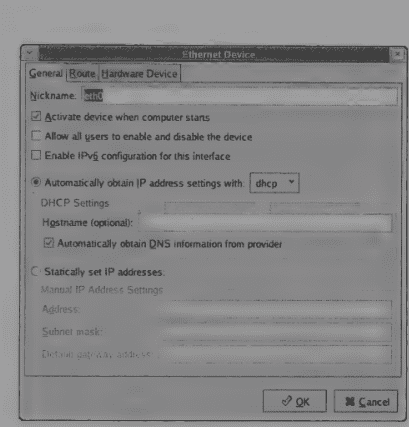 Ethernet Device
General Route Hardware Device
Nickname: eth0
Activate device when computer starts
Allow all users to enable and disable the device
Enable IPv6 configuration for this interface
Automatically obtain IP address settings with: dhcp
DHCP Settings
Hostname (optional):
Automatically obtain DNS information from provider
Statically set IP addresses:
Manual IP Address Settings
Address:
Subnet mask:
Default gateway address:
OK Cancel